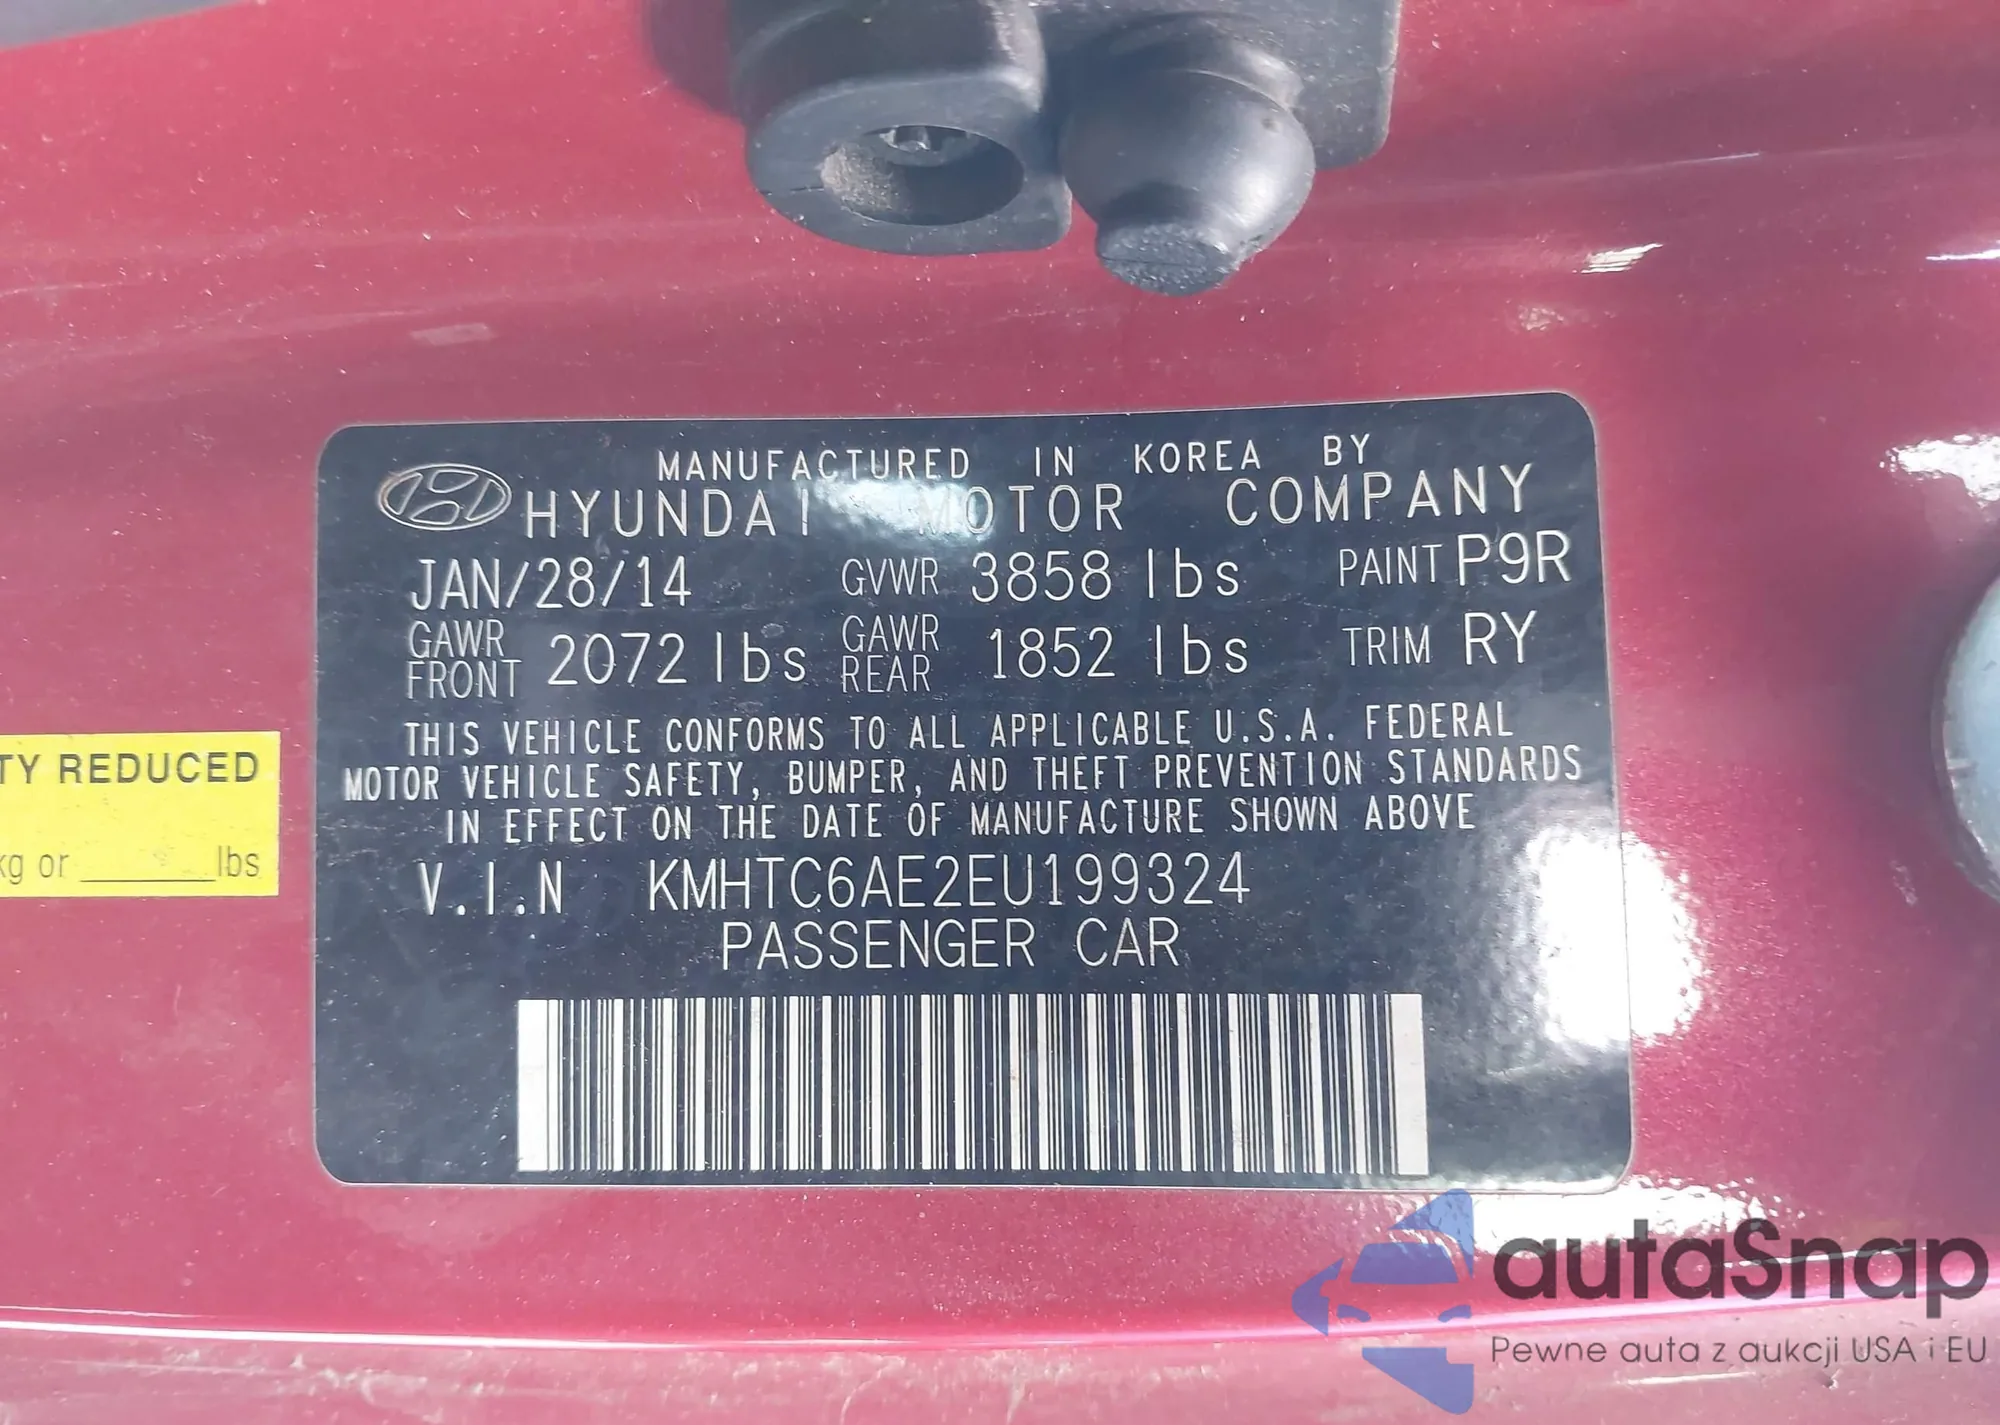 MANUFACTURED IN KOREA BY
HYUNDAI MOTOR COMPANY
JAN/28/14 GVWR 3858 lbs PAINT P9R
GAWR FRONT 2072 lbs GAWR REAR 1852 lbs TRIM RY
THIS VEHICLE CONFORMS TO ALL APPLICABLE U.S.A. FEDERAL
MOTOR VEHICLE SAFETY, BUMPER, AND THEFT PREVENTION STANDARDS
IN EFFECT ON THE DATE OF MANUFACTURE SHOWN ABOVE
V.I.N KMHTC6AE2EU199324
PASSENGER CAR
TY REDUCED
kg or ______ lbs
autaSnap
Pewne auta z aukcji USA i EU